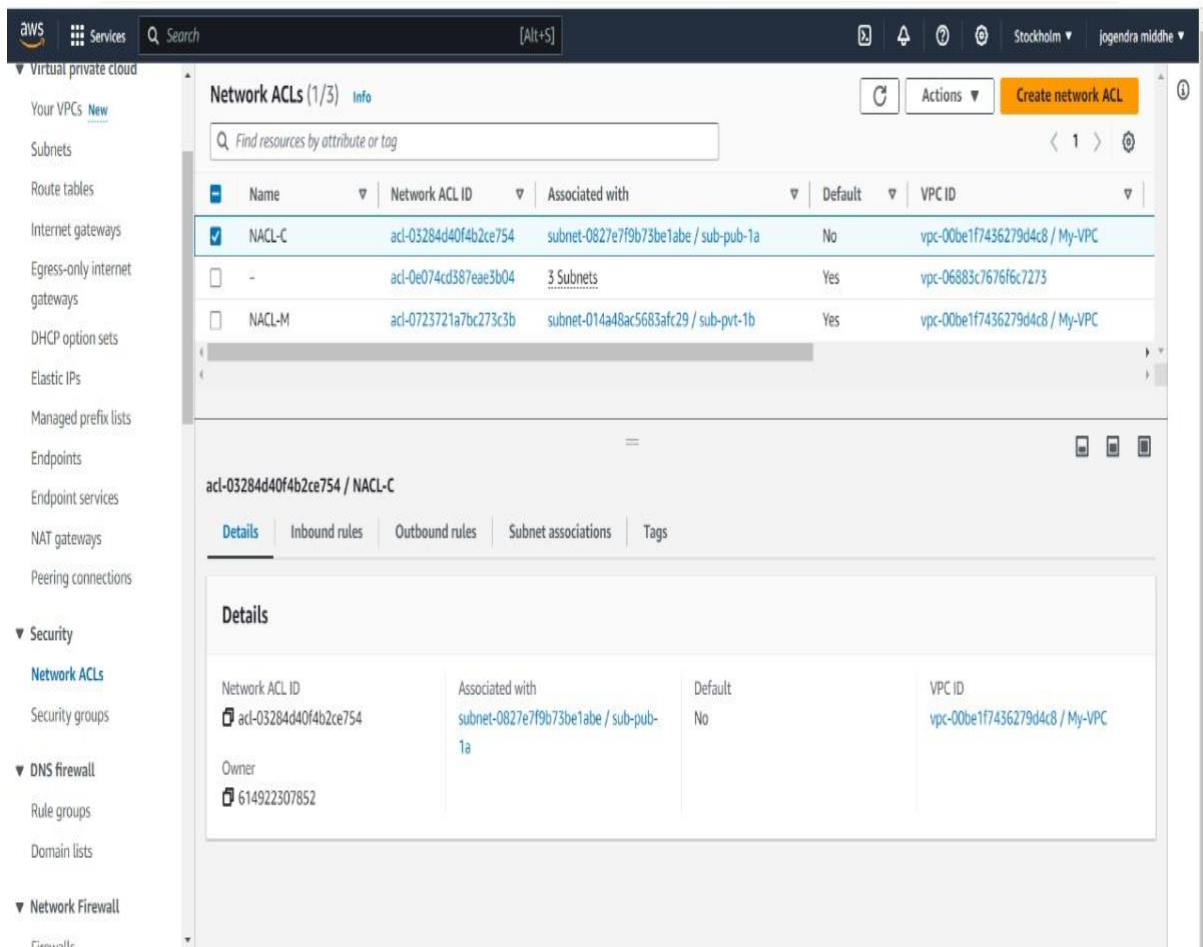 aws
Services
Search
[Alt+S]
Stockholm ▼
jogendra middhe ▼
▼ Virtual private cloud
Your VPCs New
Subnets
Route tables
Internet gateways
Egress-only internet
gateways
DHCP option sets
Elastic IPs
Managed prefix lists
Endpoints
Endpoint services
NAT gateways
Peering connections
▼ Security
Network ACLs
Security groups
▼ DNS firewall
Rule groups
Domain lists
▼ Network Firewall
Firewalls
Network ACLs (1/3) Info
Actions ▼
Create network ACL
Find resources by attribute or tag
1
Name Network ACL ID Associated with Default VPC ID
NACL-C acl-03284d40f4b2ce754 subnet-0827e7f9b73be1abe / sub-pub-1a No vpc-00be1f7436279d4c8 / My-VPC
- acl-0e074cd387eae3b04 3 Subnets Yes vpc-06883c7676f6c7273
NACL-M acl-0723721a7bc273c3b subnet-014a48ac5683afc29 / sub-pvt-1b Yes vpc-00be1f7436279d4c8 / My-VPC
acl-03284d40f4b2ce754 / NACL-C
Details Inbound rules Outbound rules Subnet associations Tags
Details
Network ACL ID
acl-03284d40f4b2ce754
Associated with
subnet-0827e7f9b73be1abe / sub-pub-
1a
Default
No
VPC ID
vpc-00be1f7436279d4c8 / My-VPC
Owner
614922307852